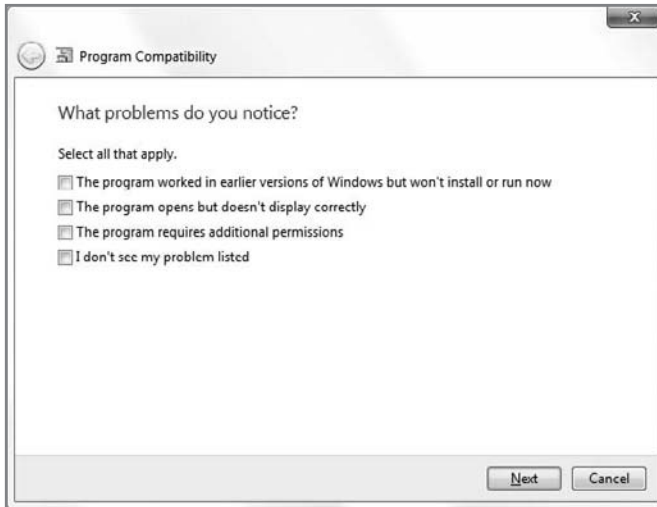 Program Compatibility
What problems do you notice?
Select all that apply.
The program worked in earlier versions of Windows but won't install or run now
The program opens but doesn't display correctly
The program requires additional permissions
I don't see my problem listed
Next Cancel